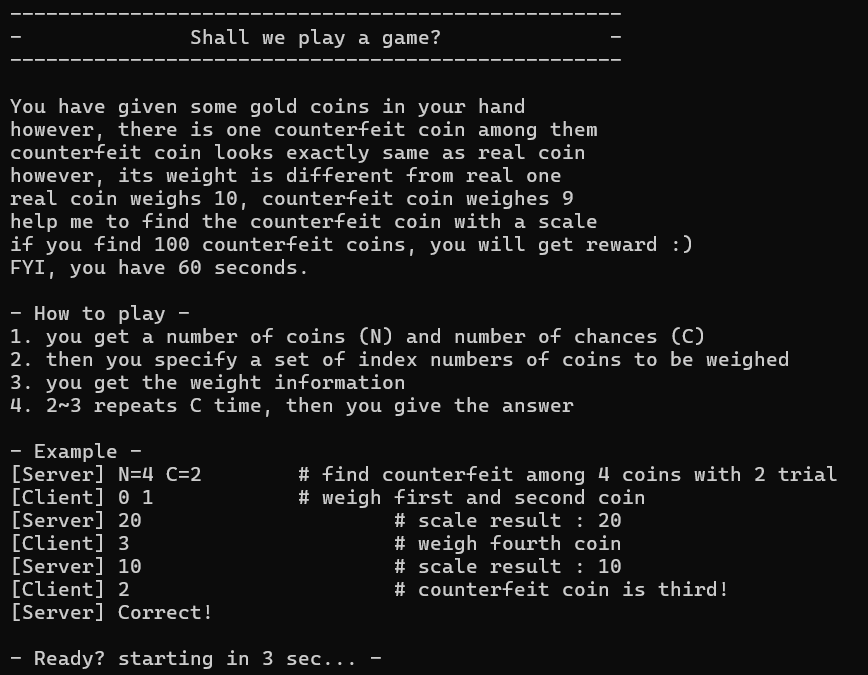 ---------------------------------------------------
-              Shall we play a game?              -
---------------------------------------------------
You have given some gold coins in your hand
however, there is one counterfeit coin among them
counterfeit coin looks exactly same as real coin
however, its weight is different from real one
real coin weighs 10, counterfeit coin weighes 9
help me to find the counterfeit coin with a scale
if you find 100 counterfeit coins, you will get reward :)
FYI, you have 60 seconds.
- How to play -
1. you get a number of coins (N) and number of chances (C)
2. then you specify a set of index numbers of coins to be weighed
3. you get the weight information
4. 2~3 repeats C time, then you give the answer
- Example -
[Server] N=4 C=2        # find counterfeit among 4 coins with 2 trial
[Client] 0 1            # weigh first and second coin
[Server] 20                     # scale result : 20
[Client] 3                      # weigh fourth coin
[Server] 10                     # scale result : 10
[Client] 2                      # counterfeit coin is third!
[Server] Correct!
- Ready? starting in 3 sec... -